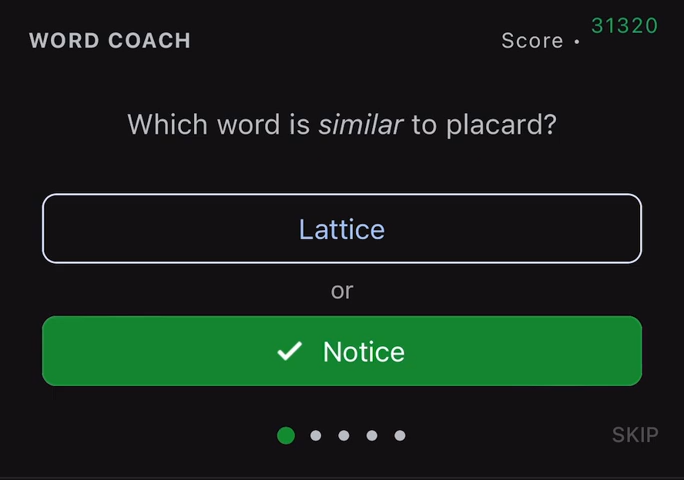 WORD COACH
Score • 31320
Which word is similar to placard?
Lattice
or
Notice
SKIP